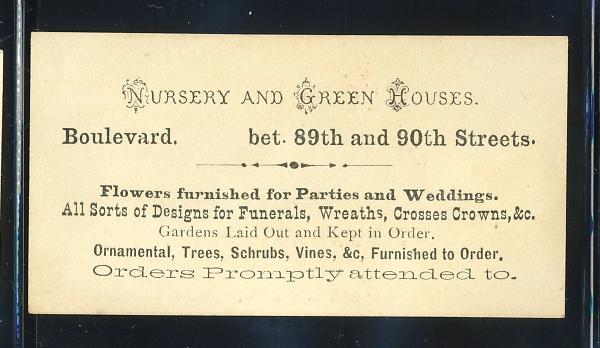 Nursery and Green Houses.
Boulevard. bet. 89th and 90th Streets.
Flowers furnished for Parties and Weddings.
All Sorts of Designs for Funerals, Wreaths, Crosses Crowns,&c.
Gardens Laid Out and Kept in Order.
Ornamental, Trees, Schrubs, Vines, &c, Furnished to Order.
Orders Promptly attended to.